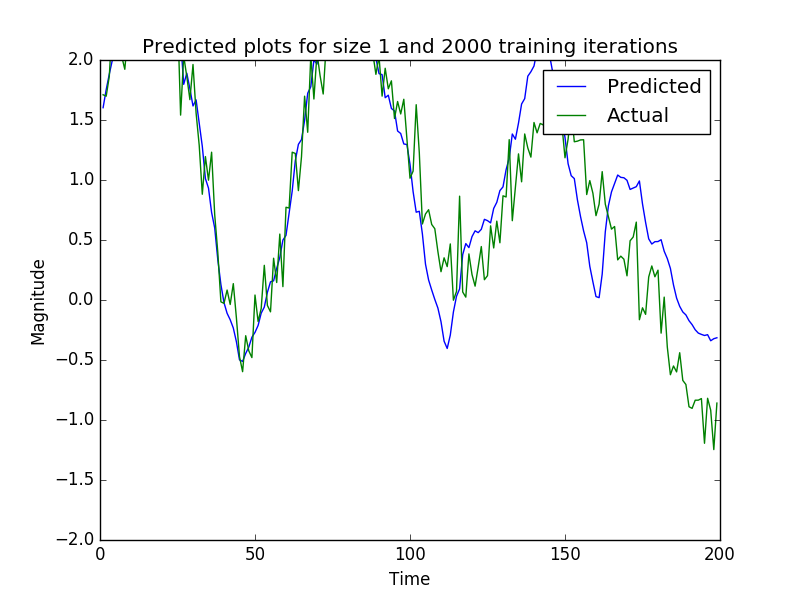 Predicted plots for size 1 and 2000 training iterations
Predicted
Actual
2.0
1.5
1.0
0.5
0.0
−0.5
−1.0
−1.5
−2.0
Magnitude
0 50 100 150 200
Time